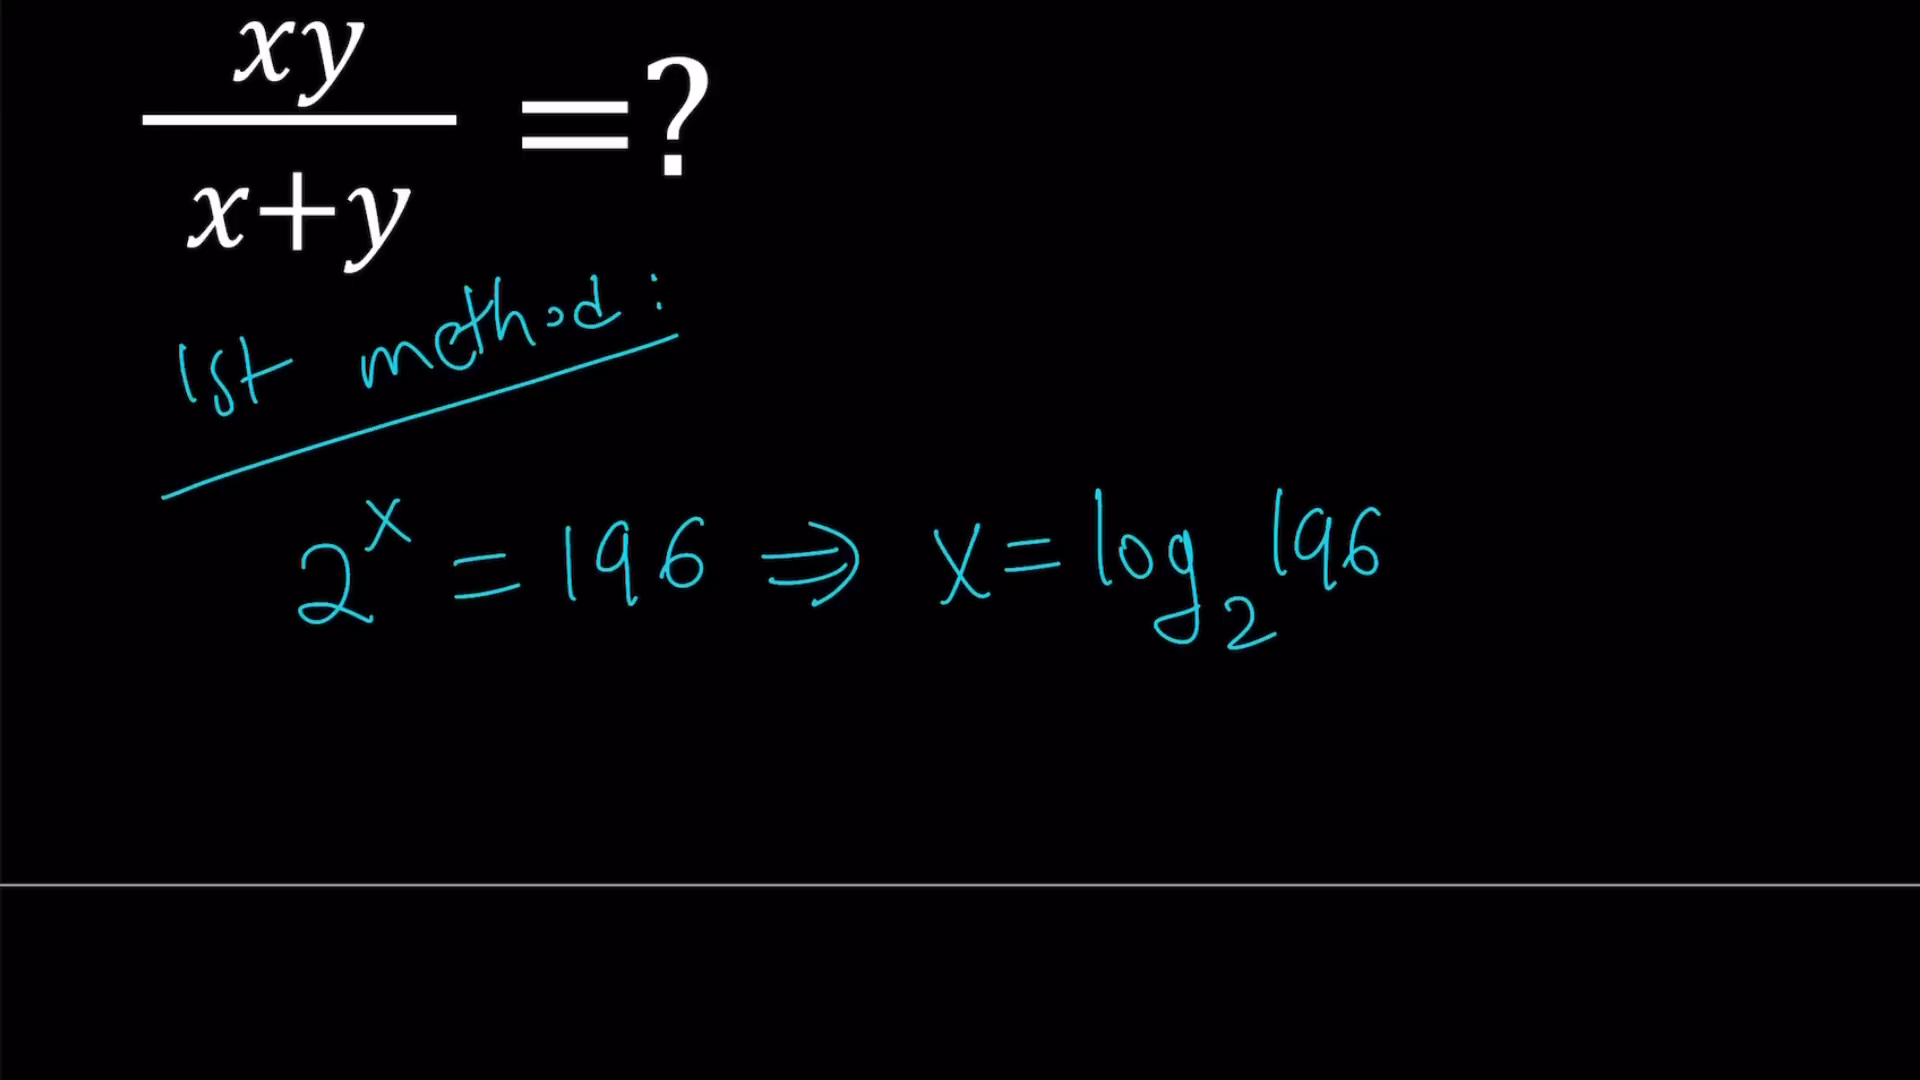 xy
x+y
=?
1st method:
2^x = 196 ⇒ x = log_2 196